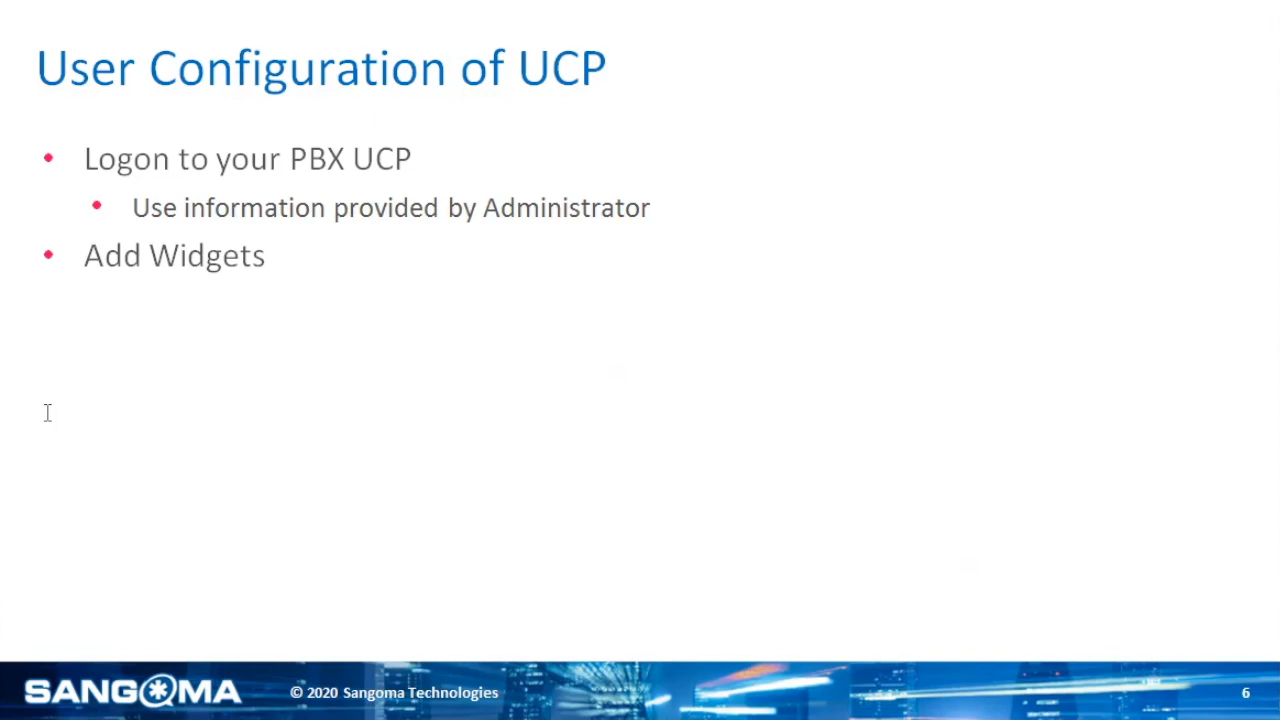 User Configuration of UCP
• Logon to your PBX UCP
• Use information provided by Administrator
• Add Widgets
SANGOMA
© 2020 Sangoma Technologies
6